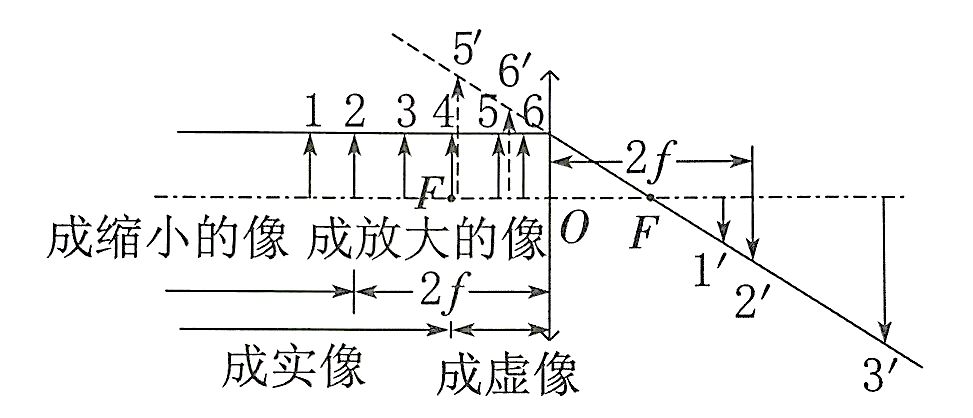 5′
6′
1 2 3 4 5 6
2f
F O F
成缩小的像 成放大的像
1′
2′
2f
成实像 成虚像
3′